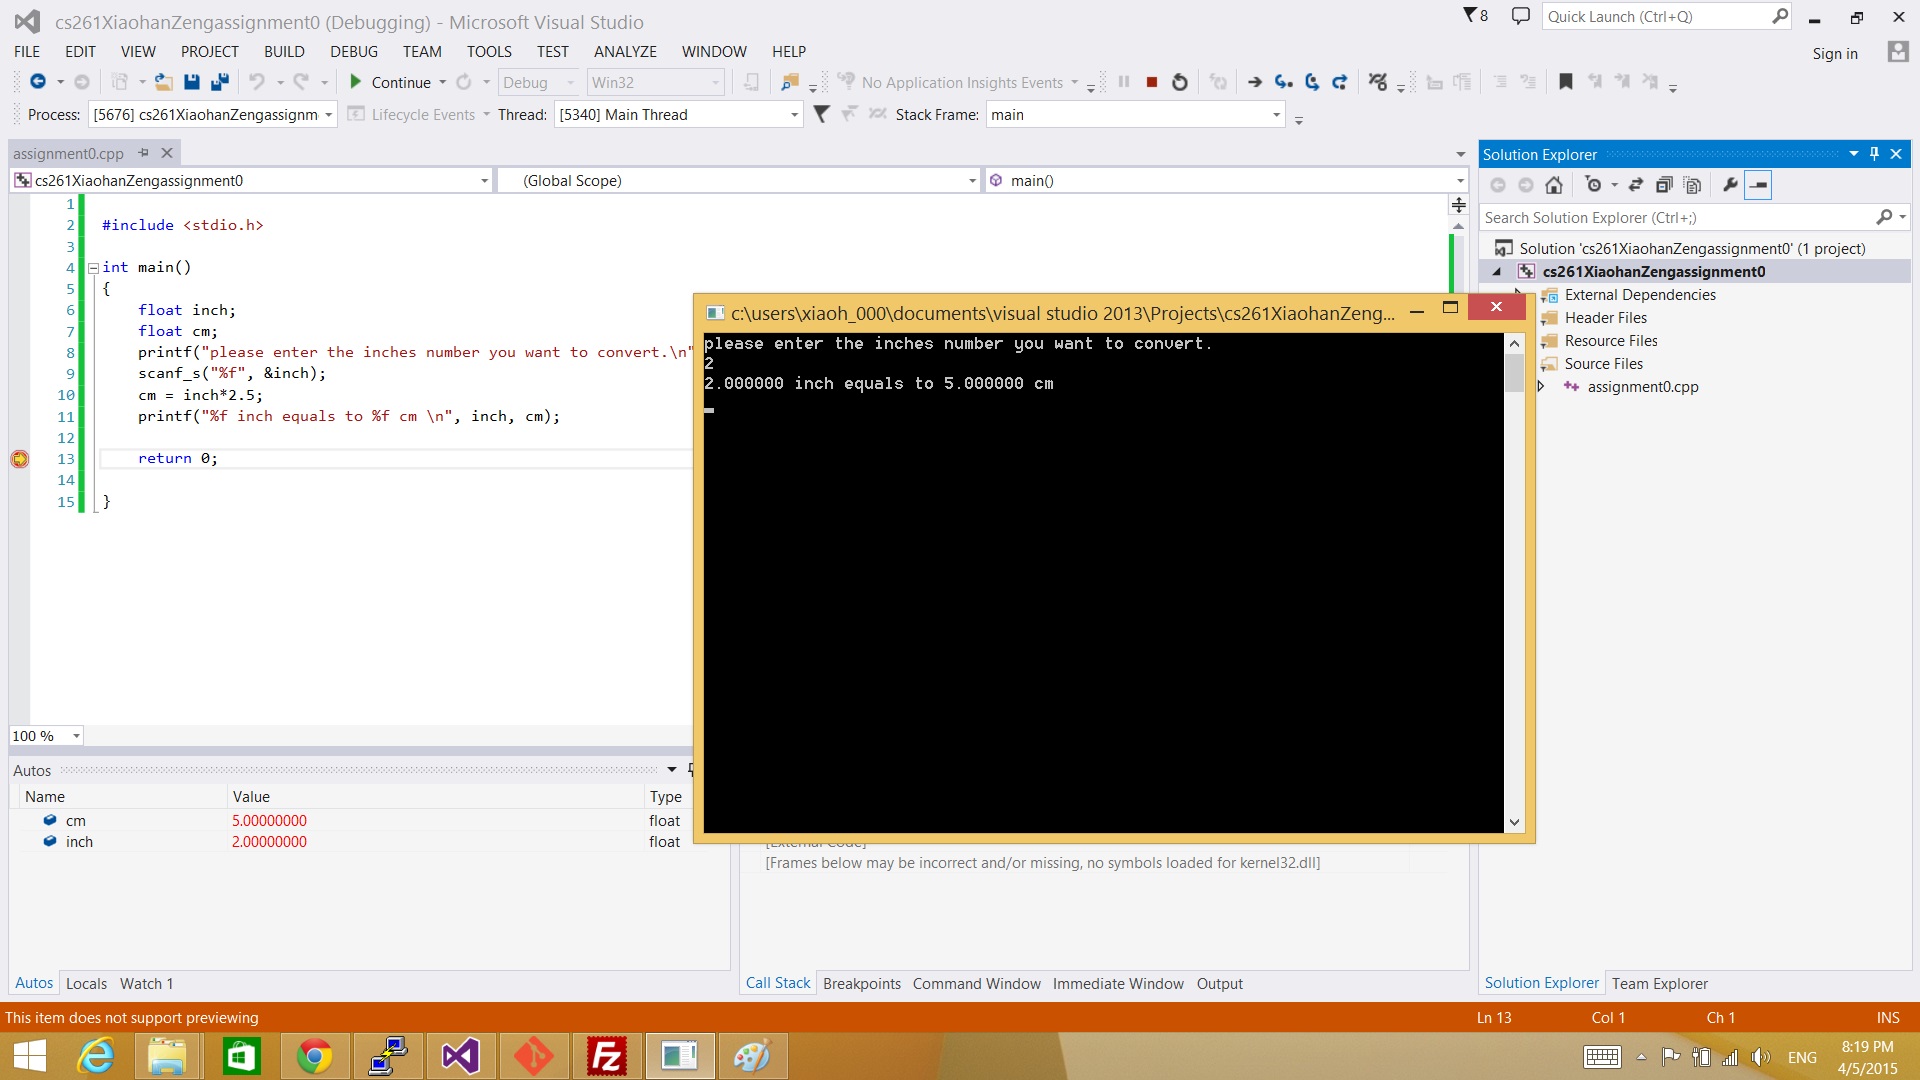 cs261XiaohanZengassignment0 (Debugging) - Microsoft Visual Studio
8
Quick Launch (Ctrl+Q)
FILE EDIT VIEW PROJECT BUILD DEBUG TEAM TOOLS TEST ANALYZE WINDOW HELP
Sign in
Continue Debug Win32 No Application Insights Events
Process: [5676] cs261XiaohanZengassignm Lifecycle Events Thread: [5340] Main Thread Stack Frame: main
assignment0.cpp
cs261XiaohanZengassignment0 (Global Scope) main()
1
2 #include <stdio.h>
3
4 int main()
5 {
6 float inch;
7 float cm;
8 printf("please enter the inches number you want to convert.\n"
9 scanf_s("%f", &inch);
10 cm = inch*2.5;
11 printf("%f inch equals to %f cm \n", inch, cm);
12
13 return 0;
14
15 }
100 %
c:\users\xiaoh_000\documents\visual studio 2013\Projects\cs261XiaohanZeng...
please enter the inches number you want to convert.
2
2.000000 inch equals to 5.000000 cm
Solution Explorer
Search Solution Explorer (Ctrl+;)
Solution 'cs261XiaohanZengassignment0' (1 project)
cs261XiaohanZengassignment0
External Dependencies
Header Files
Resource Files
Source Files
assignment0.cpp
Autos
Name Value Type
cm 5.00000000 float
inch 2.00000000 float
[External Code]
[Frames below may be incorrect and/or missing, no symbols loaded for kernel32.dll]
Autos Locals Watch 1
Call Stack Breakpoints Command Window Immediate Window Output
Solution Explorer Team Explorer
This item does not support previewing
Ln 13 Col 1 Ch 1 INS
Fz
ENG
8:19 PM
4/5/2015